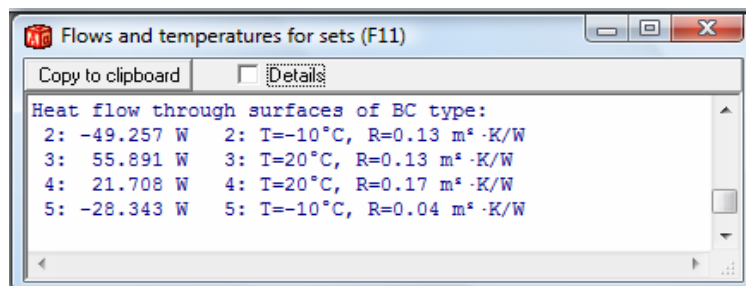 Flows and temperatures for sets (F11)
Copy to clipboard Details
Heat flow through surfaces of BC type:
2: -49.257 W 2: T=-10°C, R=0.13 m²·K/W
3: 55.891 W 3: T=20°C, R=0.13 m²·K/W
4: 21.708 W 4: T=20°C, R=0.17 m²·K/W
5: -28.343 W 5: T=-10°C, R=0.04 m²·K/W